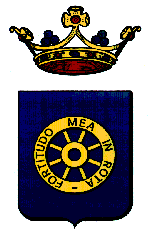 - FORTITUDO MEA IN ROTA -